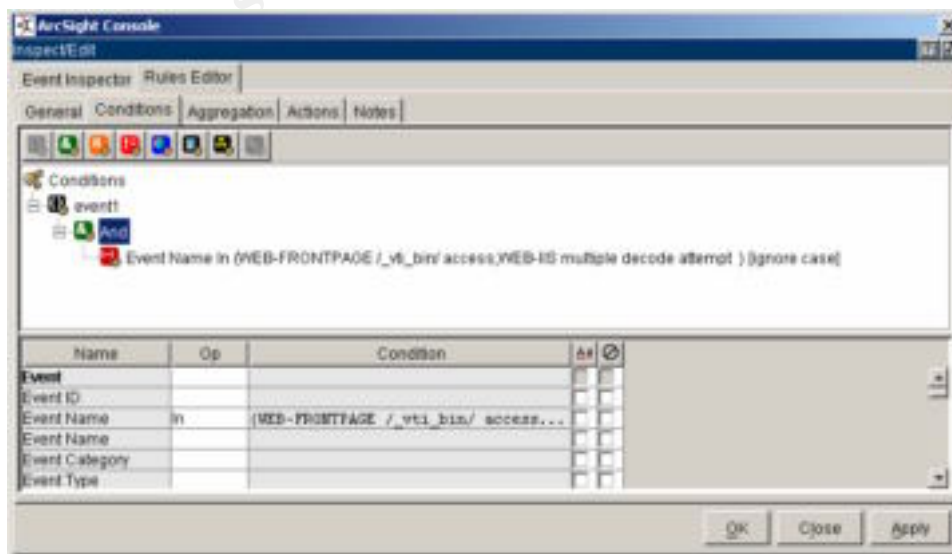 ArcSight Console
Inspect/Edit
Event Inspector Rules Editor
General Conditions Aggregation Actions Notes
Conditions
event1
And
Event Name In (WEB-FRONTPAGE /_vti_bin/ access,WEB-IIS multiple decode attempt ) [ignore case]
Name Op Condition
Event
Event ID
Event Name In (WEB-FRONTPAGE /_vti_bin/ access...
Event Name
Event Category
Event Type
OK Close Apply